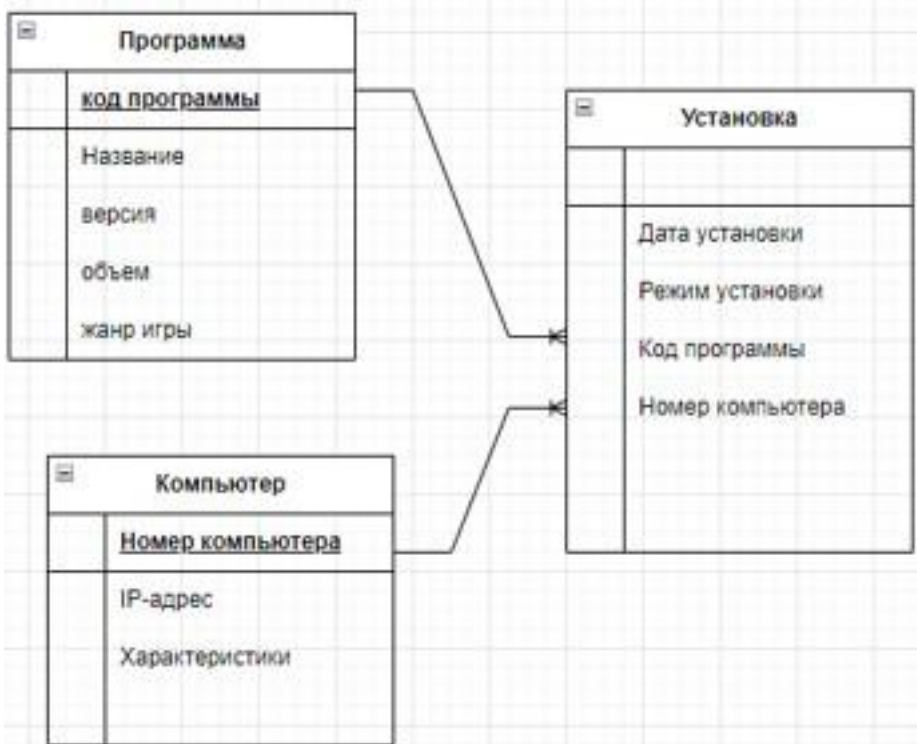 Программа
код программы
Название
версия
объем
жанр игры
Установка
Дата установки
Режим установки
Код программы
Номер компьютера
Компьютер
Номер компьютера
IP-адрес
Характеристики